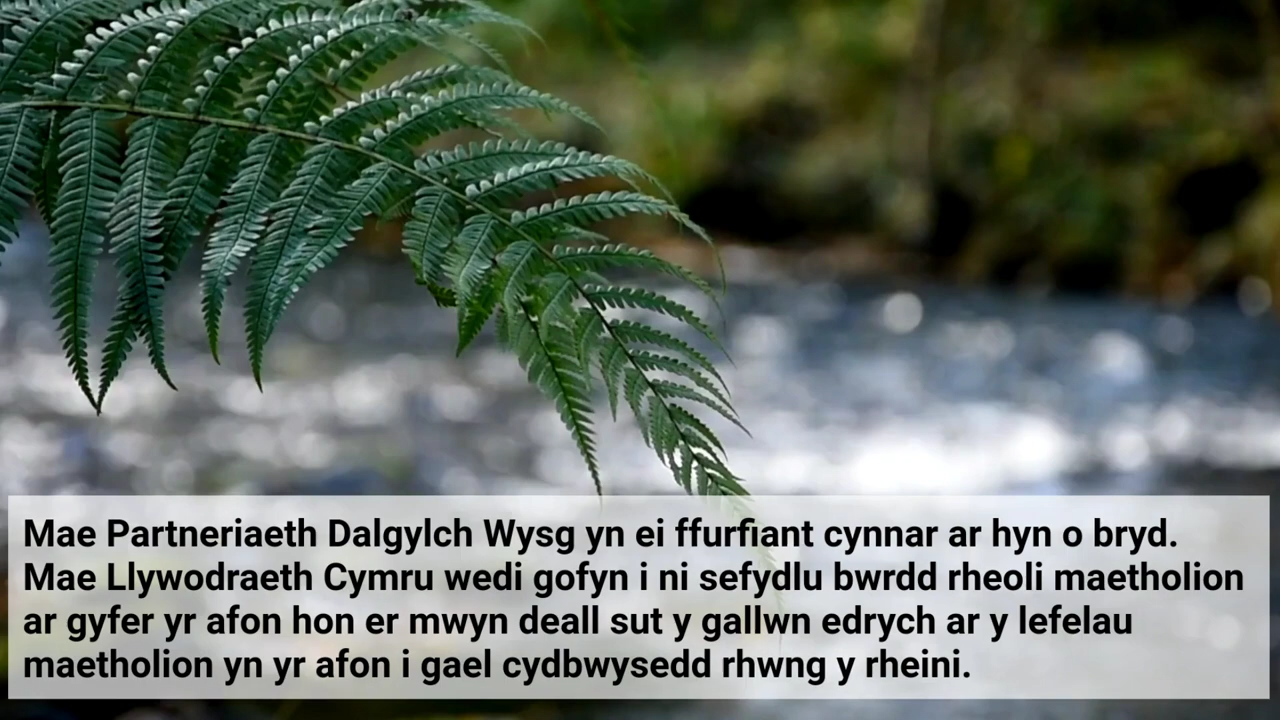 Mae Partneriaeth Dalgylch Wysg yn ei ffurfiant cynnar ar hyn o bryd.
Mae Llywodraeth Cymru wedi gofyn i ni sefydlu bwrdd rheoli maetholion
ar gyfer yr afon hon er mwyn deall sut y gallwn edrych ar y lefelau
maetholion yn yr afon i gael cydbwysedd rhwng y rheini.